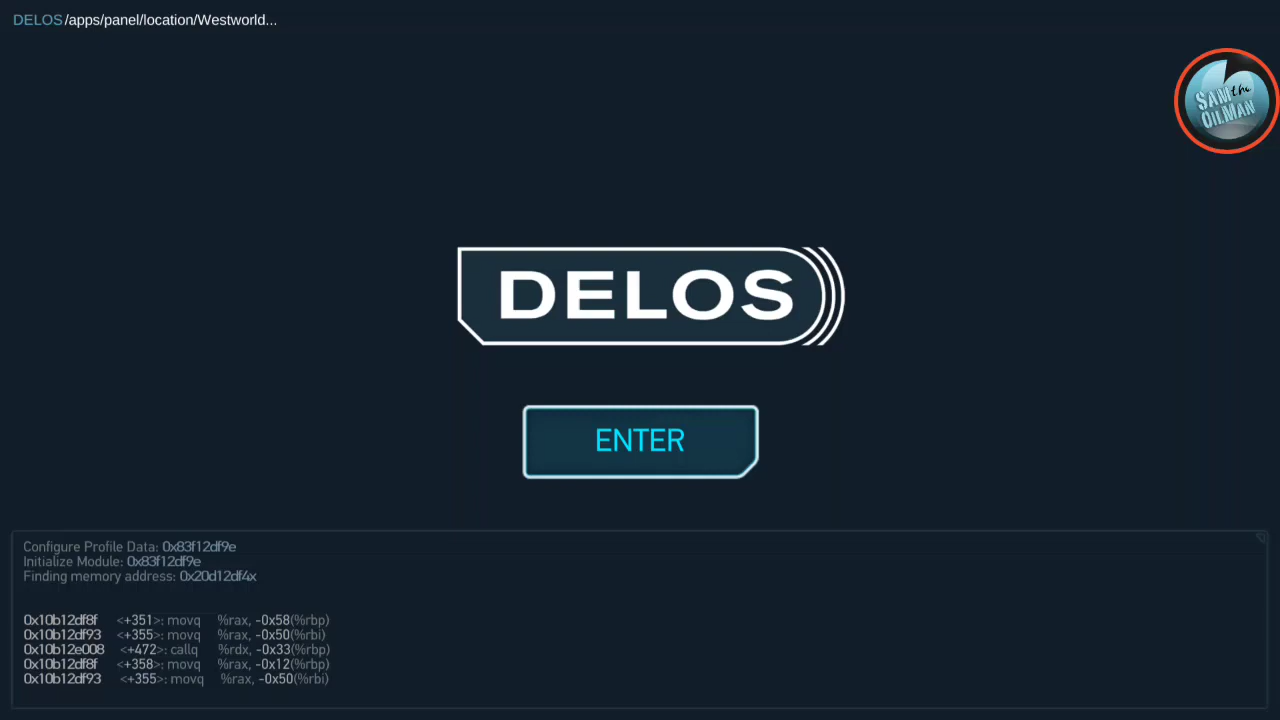 DELOS/apps/panel/location/Westworld...
SAM the
OILMAN
DELOS
ENTER
Configure Profile Data: 0x83f12df9e
Initialize Module: 0x83f12df9e
Finding memory address: 0x20d12df4x
0x10b12df8f <+351>: movq %rax, -0x58(%rbp)
0x10b12df93 <+355>: movq %rax, -0x50(%rbi)
0x10b12e008 <+472>: callq %rdx, -0x33(%rbp)
0x10b12df8f <+358>: movq %rax, -0x12(%rbp)
0x10b12df93 <+355>: movq %rax, -0x50(%rbi)